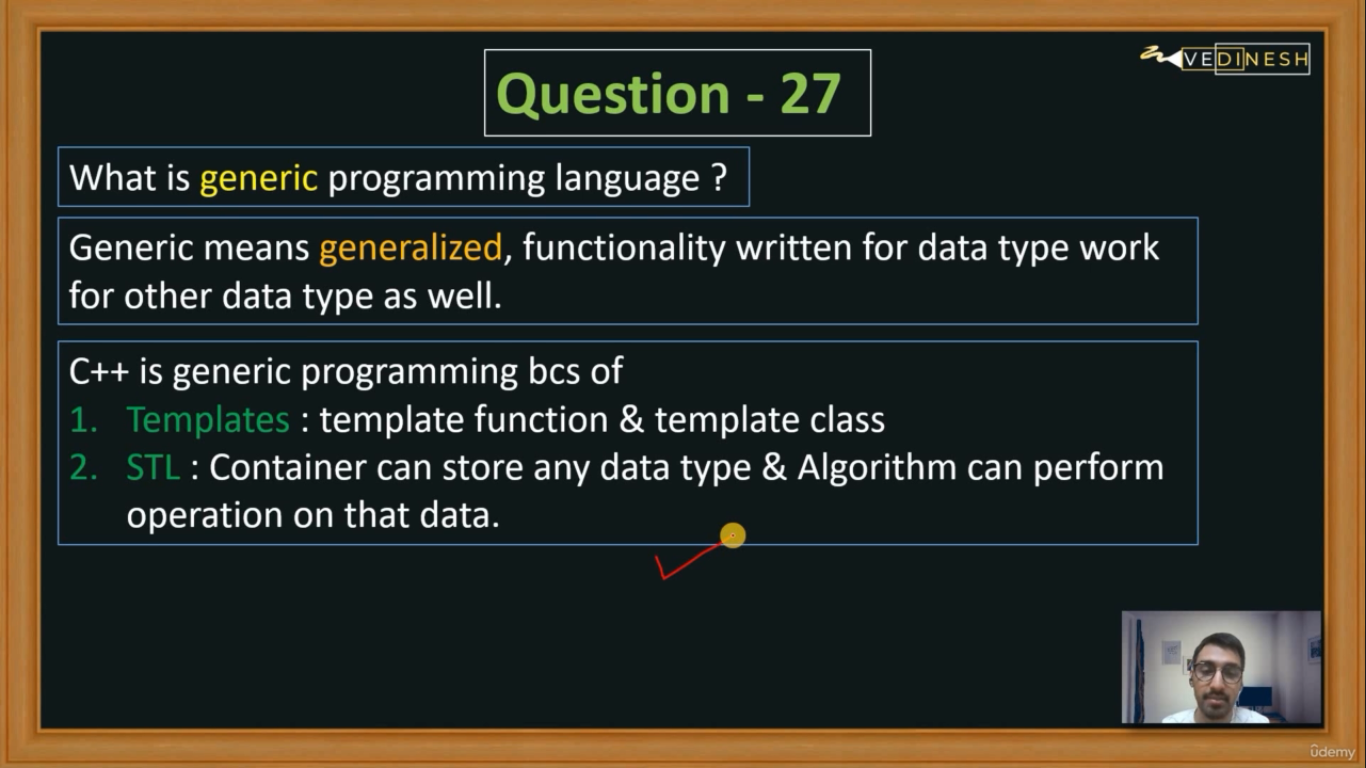 VEDINESH
Question - 27
What is generic programming language ?
Generic means generalized, functionality written for data type work
for other data type as well.
C++ is generic programming bcs of
1. Templates : template function & template class
2. STL : Container can store any data type & Algorithm can perform
operation on that data.
ûdemy